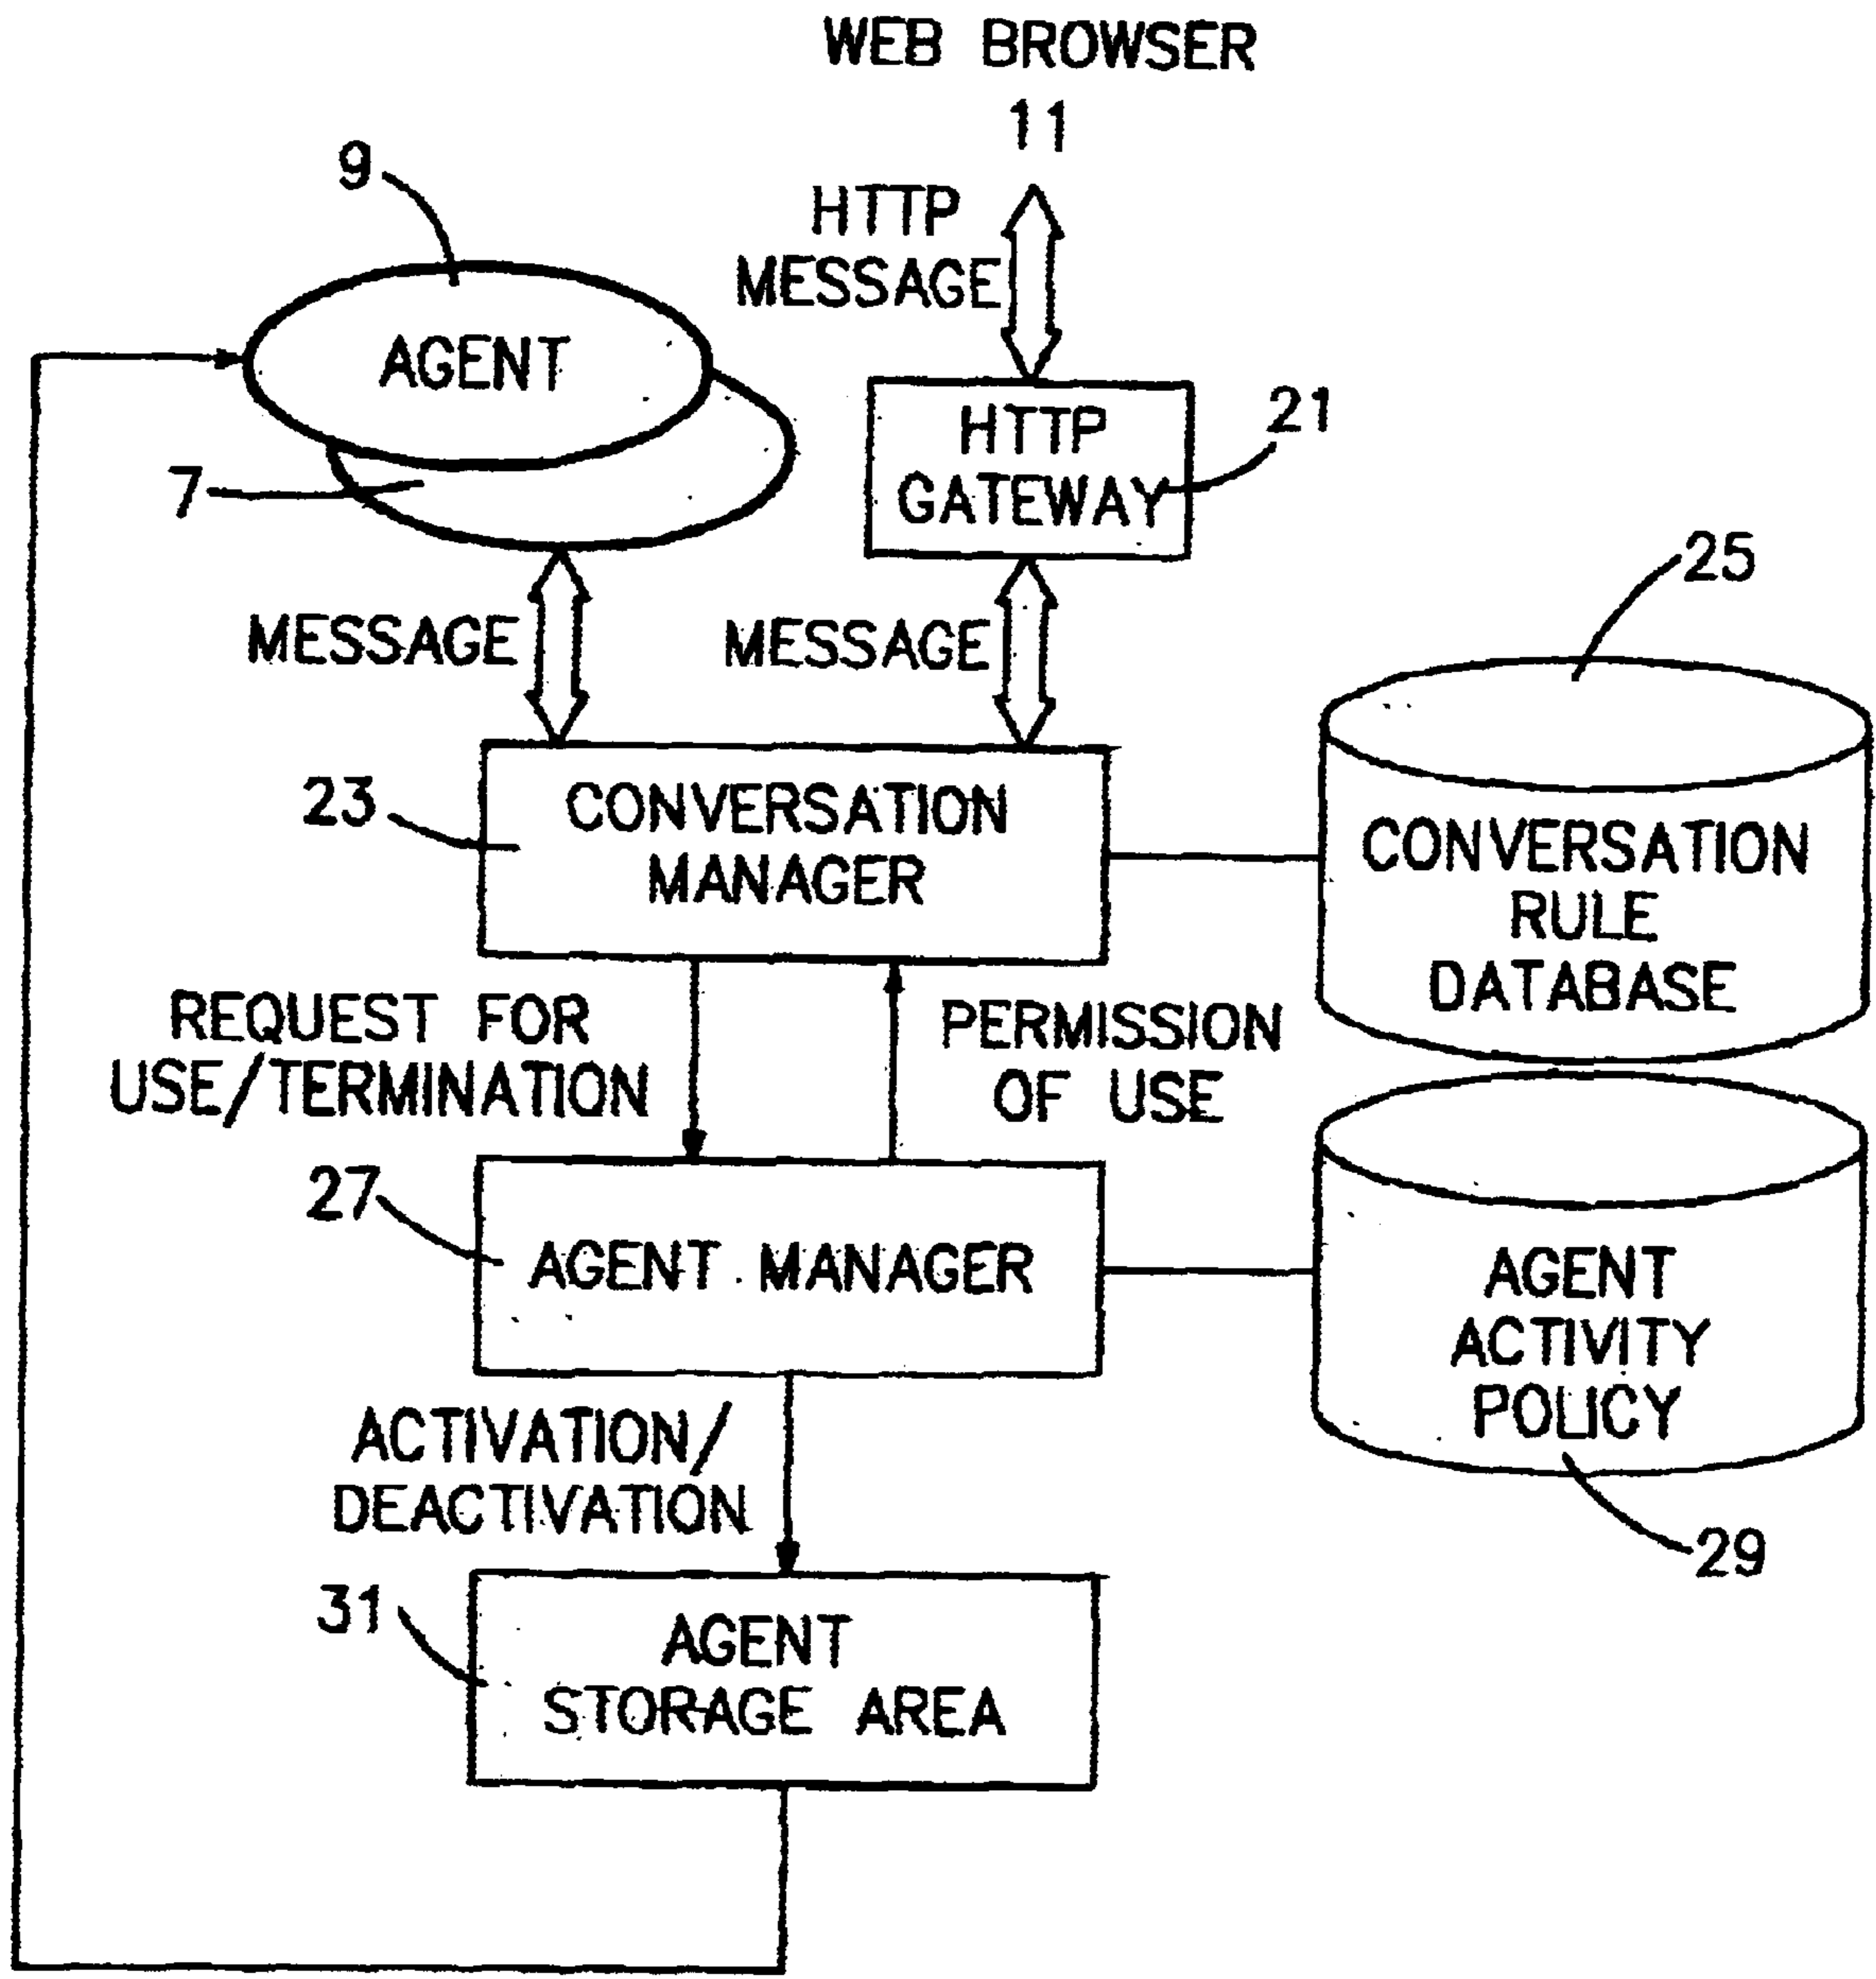 WEB BROWSER
11
HTTP
MESSAGE
9
AGENT
7
HTTP
GATEWAY
21
MESSAGE
MESSAGE
25
23
CONVERSATION
MANAGER
CONVERSATION
RULE
DATABASE
REQUEST FOR
USE/TERMINATION
PERMISSION
OF USE
27
AGENT MANAGER
AGENT
ACTIVITY
POLICY
29
ACTIVATION/
DEACTIVATION
31
AGENT
STORAGE AREA